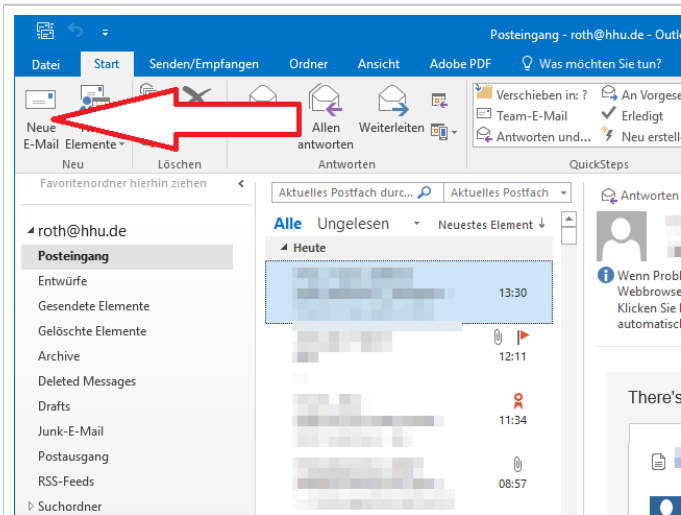 Posteingang - roth@hhu.de - Outl
Datei Start Senden/Empfangen Ordner Ansicht Adobe PDF Was möchten Sie tun?
Neue
E-Mail
Elemente
Allen
antworten
Weiterleiten
Verschieben in: ?
Team-E-Mail
Antworten und...
An Vorgese
Erledigt
Neu erstell
Neu Löschen Antworten QuickSteps
Favoritenordner hierhin ziehen
roth@hhu.de
Posteingang
Entwürfe
Gesendete Elemente
Gelöschte Elemente
Archive
Deleted Messages
Drafts
Junk-E-Mail
Postausgang
RSS-Feeds
Suchordner
Aktuelles Postfach durc... Aktuelles Postfach
Alle Ungelesen Neuestes Element
Heute
13:30
12:11
11:34
08:57
Antworten
Wenn Probl
Webbrowse
Klicken Sie
automatisch
There's